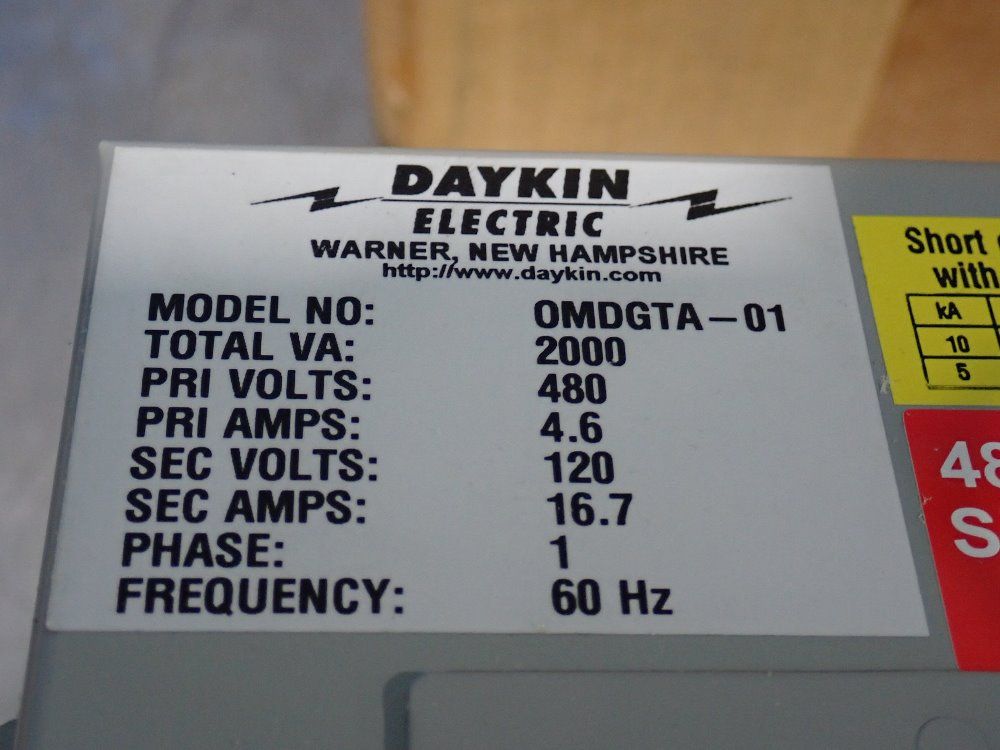 DAYKIN
ELECTRIC
WARNER, NEW HAMPSHIRE
http://www.daykin.com
MODEL NO: OMDGTA-01
TOTAL VA: 2000
PRI VOLTS: 480
PRI AMPS: 4.6
SEC VOLTS: 120
SEC AMPS: 16.7
PHASE: 1
FREQUENCY: 60 Hz
Short
with
kA
10
5
48
S